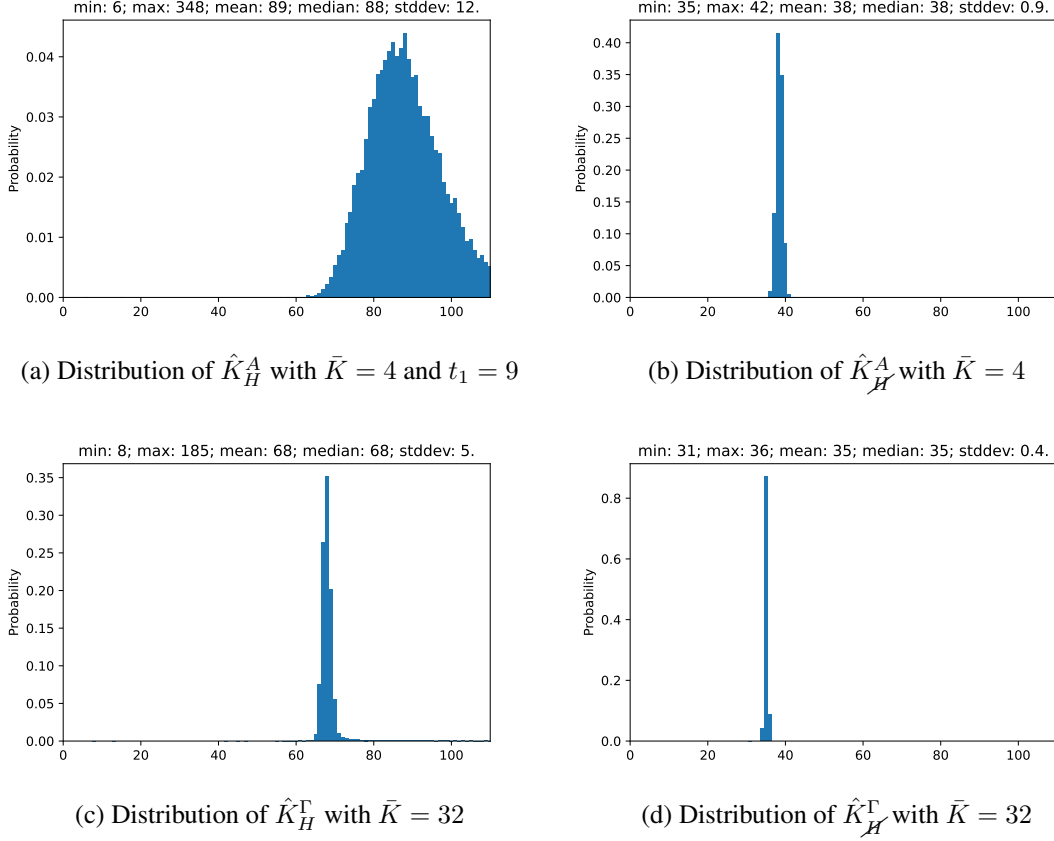 min: 6; max: 348; mean: 89; median: 88; stddev: 12.
Probability
0.04
0.03
0.02
0.01
0.00
0 20 40 60 80 100
(a) Distribution of K̂_H^A with K̄ = 4 and t₁ = 9
min: 35; max: 42; mean: 38; median: 38; stddev: 0.9.
Probability
0.40
0.35
0.30
0.25
0.20
0.15
0.10
0.05
0.00
0 20 40 60 80 100
(b) Distribution of K̂_H̸^A with K̄ = 4
min: 8; max: 185; mean: 68; median: 68; stddev: 5.
Probability
0.35
0.30
0.25
0.20
0.15
0.10
0.05
0.00
0 20 40 60 80 100
(c) Distribution of K̂_H^Γ with K̄ = 32
min: 31; max: 36; mean: 35; median: 35; stddev: 0.4.
Probability
0.8
0.6
0.4
0.2
0.0
0 20 40 60 80 100
(d) Distribution of K̂_H̸^Γ with K̄ = 32